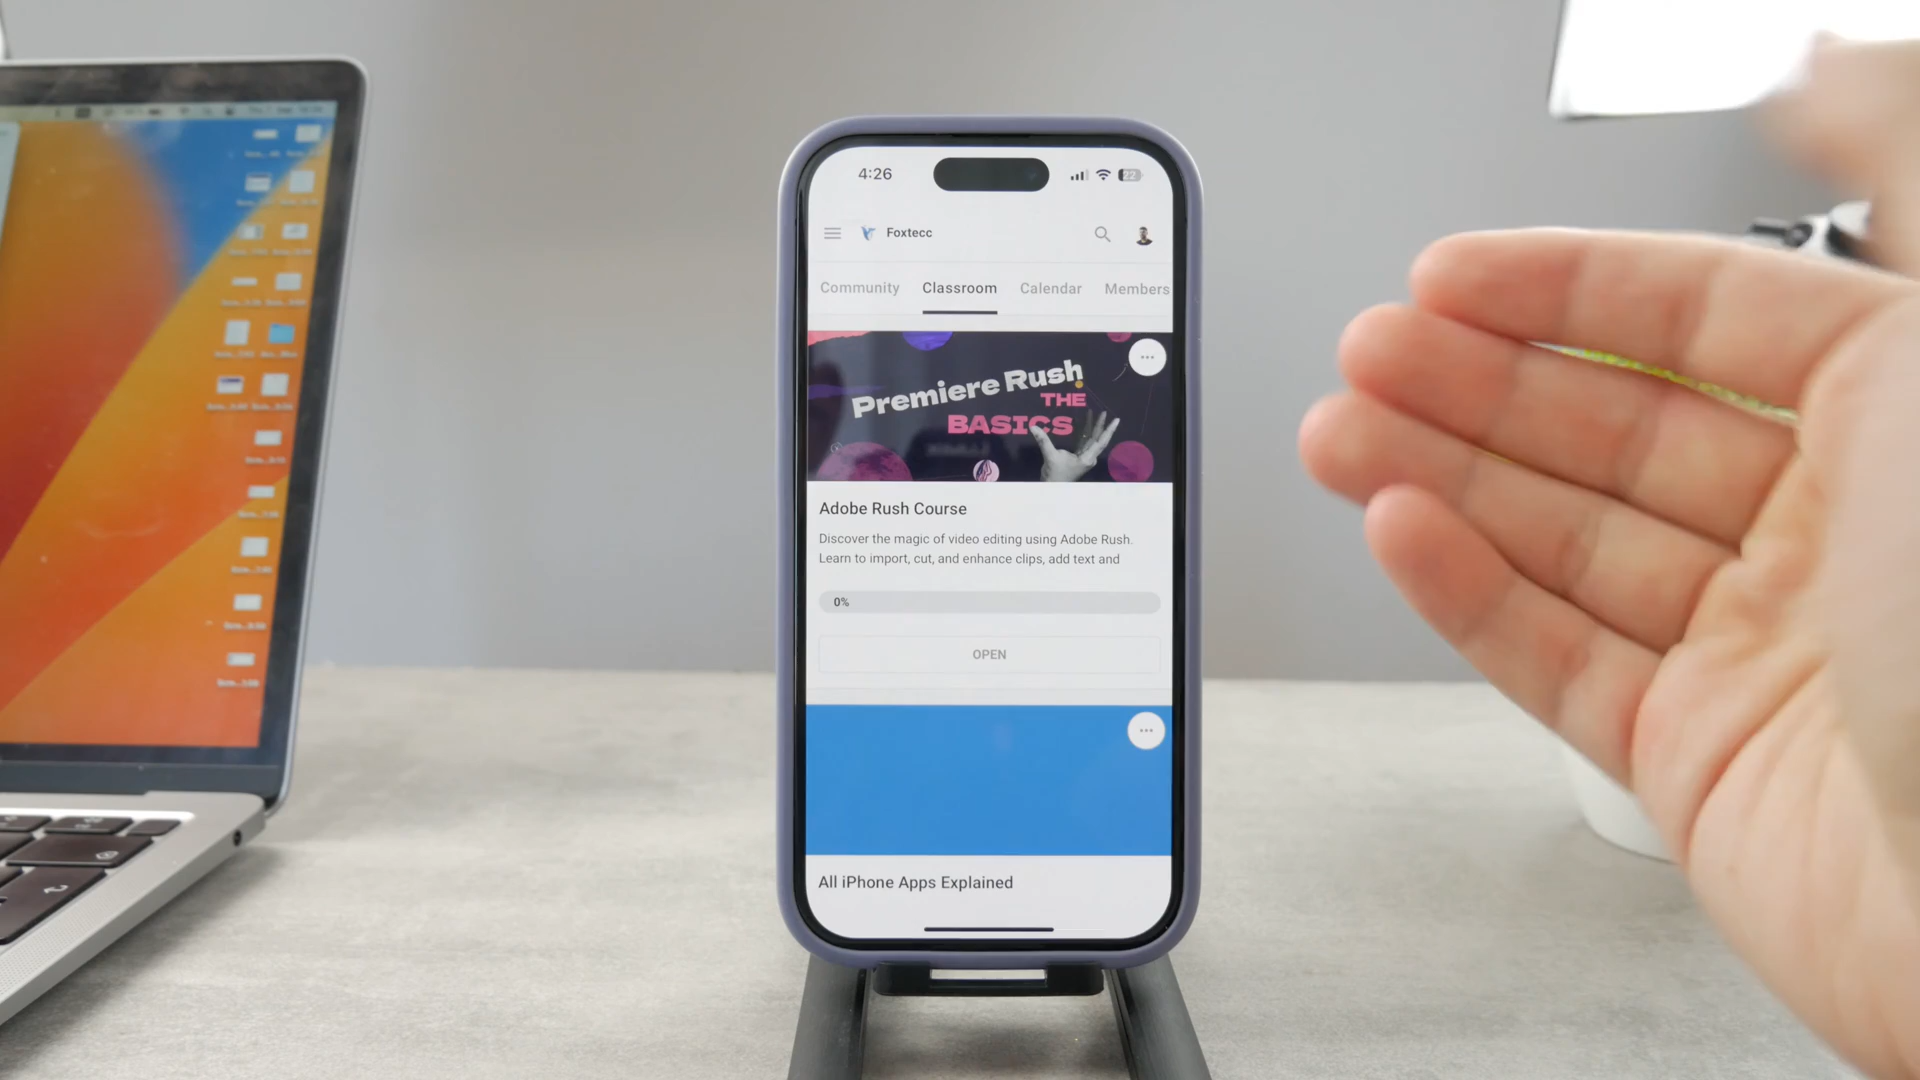 4:26
22
Foxtecc
Community Classroom Calendar Members
Premiere Rush
THE
BASICS
Adobe Rush Course
Discover the magic of video editing using Adobe Rush.
Learn to import, cut, and enhance clips, add text and
0%
OPEN
All iPhone Apps Explained